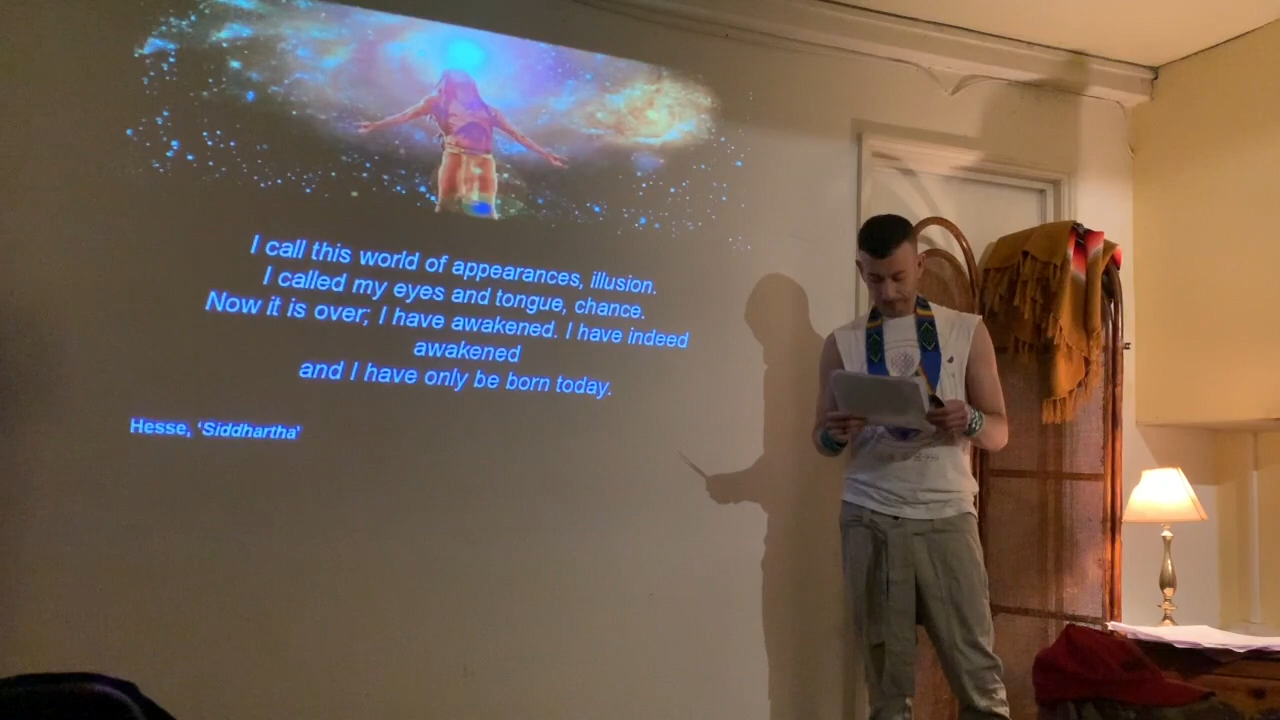 I call this world of appearances, illusion.
I called my eyes and tongue, chance.
Now it is over; I have awakened. I have indeed
awakened
and I have only be born today.
Hesse, ‘Siddhartha’